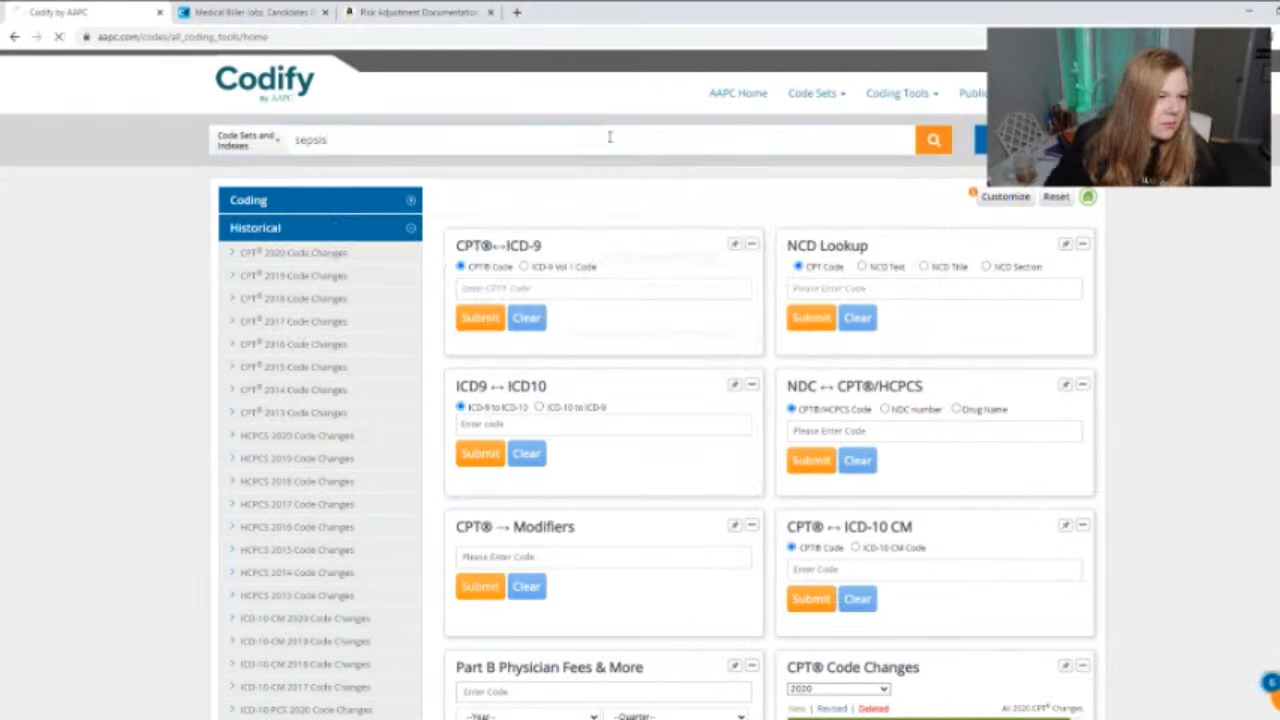 Codify by AAPC
Medical Biller Jobs, Candidates
Risk Adjustment Documentation
aapc.com/codes/all_coding_tools/home
Codify
By AAPC
AAPC Home
Code Sets
Coding Tools
Code Sets and
Indexes
sepsis
Customize
Reset
Coding
Historical
CPT® 2020 Code Changes
CPT® 2019 Code Changes
CPT® 2018 Code Changes
CPT® 2017 Code Changes
CPT® 2016 Code Changes
CPT® 2015 Code Changes
CPT® 2014 Code Changes
CPT® 2013 Code Changes
HCPCS 2020 Code Changes
HCPCS 2019 Code Changes
HCPCS 2018 Code Changes
HCPCS 2017 Code Changes
HCPCS 2016 Code Changes
HCPCS 2015 Code Changes
HCPCS 2014 Code Changes
HCPCS 2013 Code Changes
ICD-10-CM 2020 Code Changes
ICD-10-CM 2019 Code Changes
ICD-10-CM 2018 Code Changes
ICD-10-CM 2017 Code Changes
ICD-10-PCS 2020 Code Changes
CPT®↔ICD-9
CPT® Code ICD-9 Vol 1 Code
Enter CPT® Code
Submit Clear
NCD Lookup
CPT Code NCD Text NCD Title NCD Section
Please Enter Code
Submit Clear
ICD9 ↔ ICD10
ICD-9 to ICD-10 ICD-10 to ICD-9
Enter code
Submit Clear
NDC ↔ CPT®/HCPCS
CPT®/HCPCS Code NDC number Drug Name
Please Enter Code
Submit Clear
CPT® → Modifiers
Please Enter Code
Submit Clear
CPT® ↔ ICD-10 CM
CPT® Code ICD-10 CM Code
Enter Code
Submit Clear
Part B Physician Fees & More
Enter Code
--Year-- --Quarter--
CPT® Code Changes
2020
New | Revised | Deleted All 2020 CPT® Changes
6